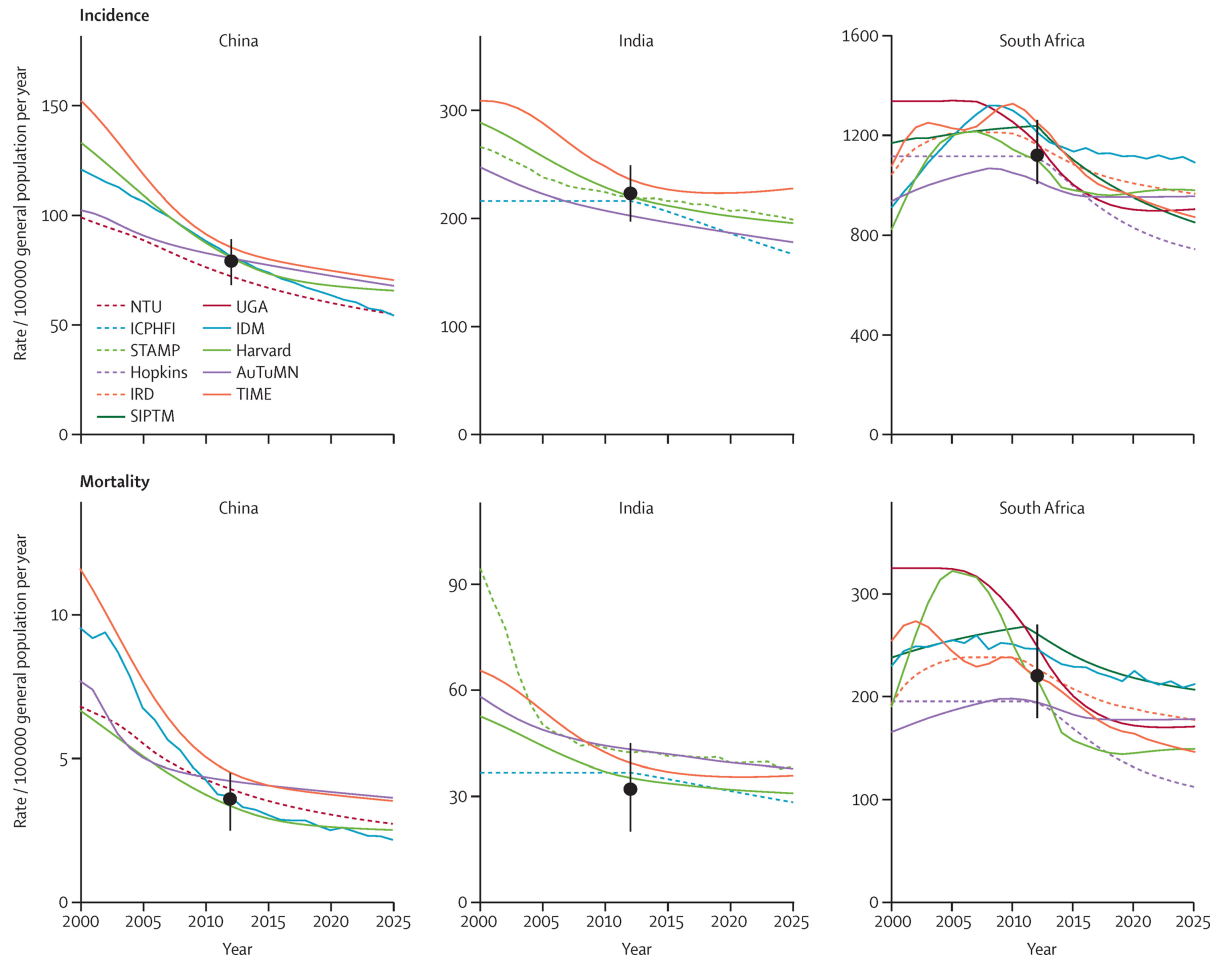 Incidence
China
India
South Africa
Rate / 100 000 general population per year
150
100
50
0
300
200
100
0
1600
1200
800
400
0
NTU
ICPHFI
STAMP
Hopkins
IRD
SIPTM
UGA
IDM
Harvard
AuTuMN
TIME
Mortality
China
India
South Africa
Rate / 100 000 general population per year
10
5
0
90
60
30
0
300
200
100
0
2000 2005 2010 2015 2020 2025
2000 2005 2010 2015 2020 2025
2000 2005 2010 2015 2020 2025
Year
Year
Year